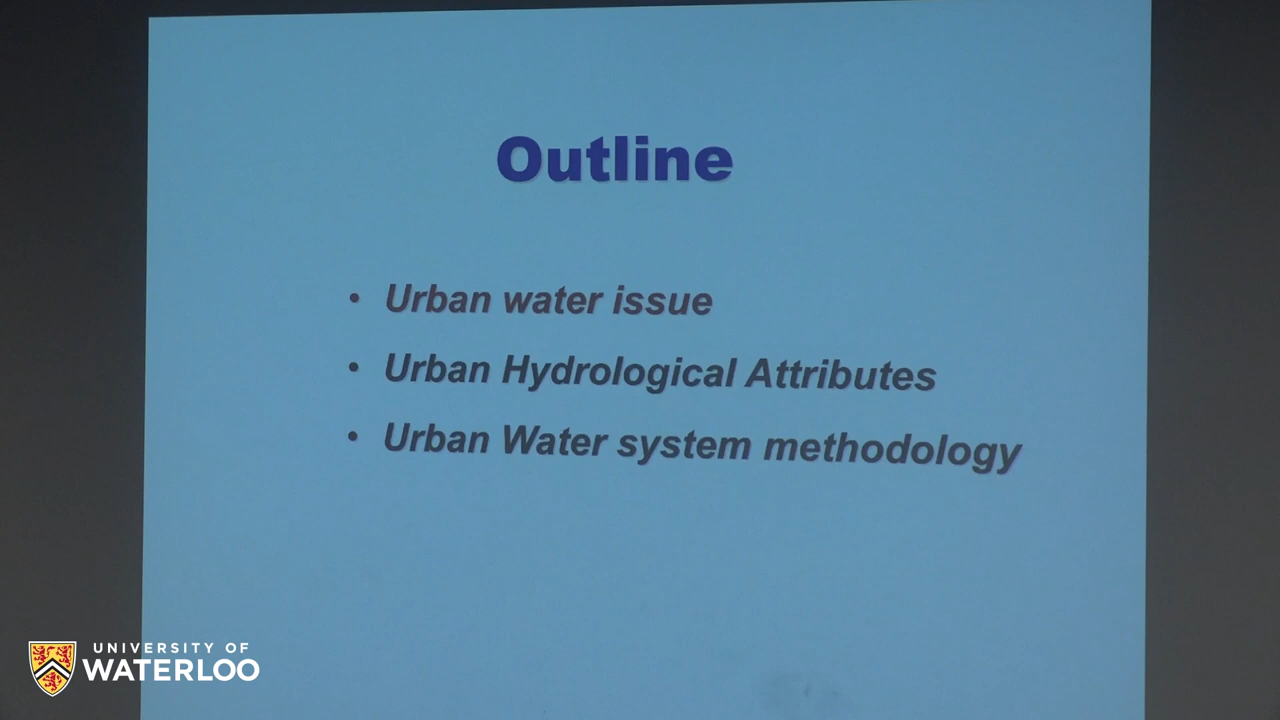 Outline
• Urban water issue
• Urban Hydrological Attributes
• Urban Water system methodology
UNIVERSITY OF
WATERLOO